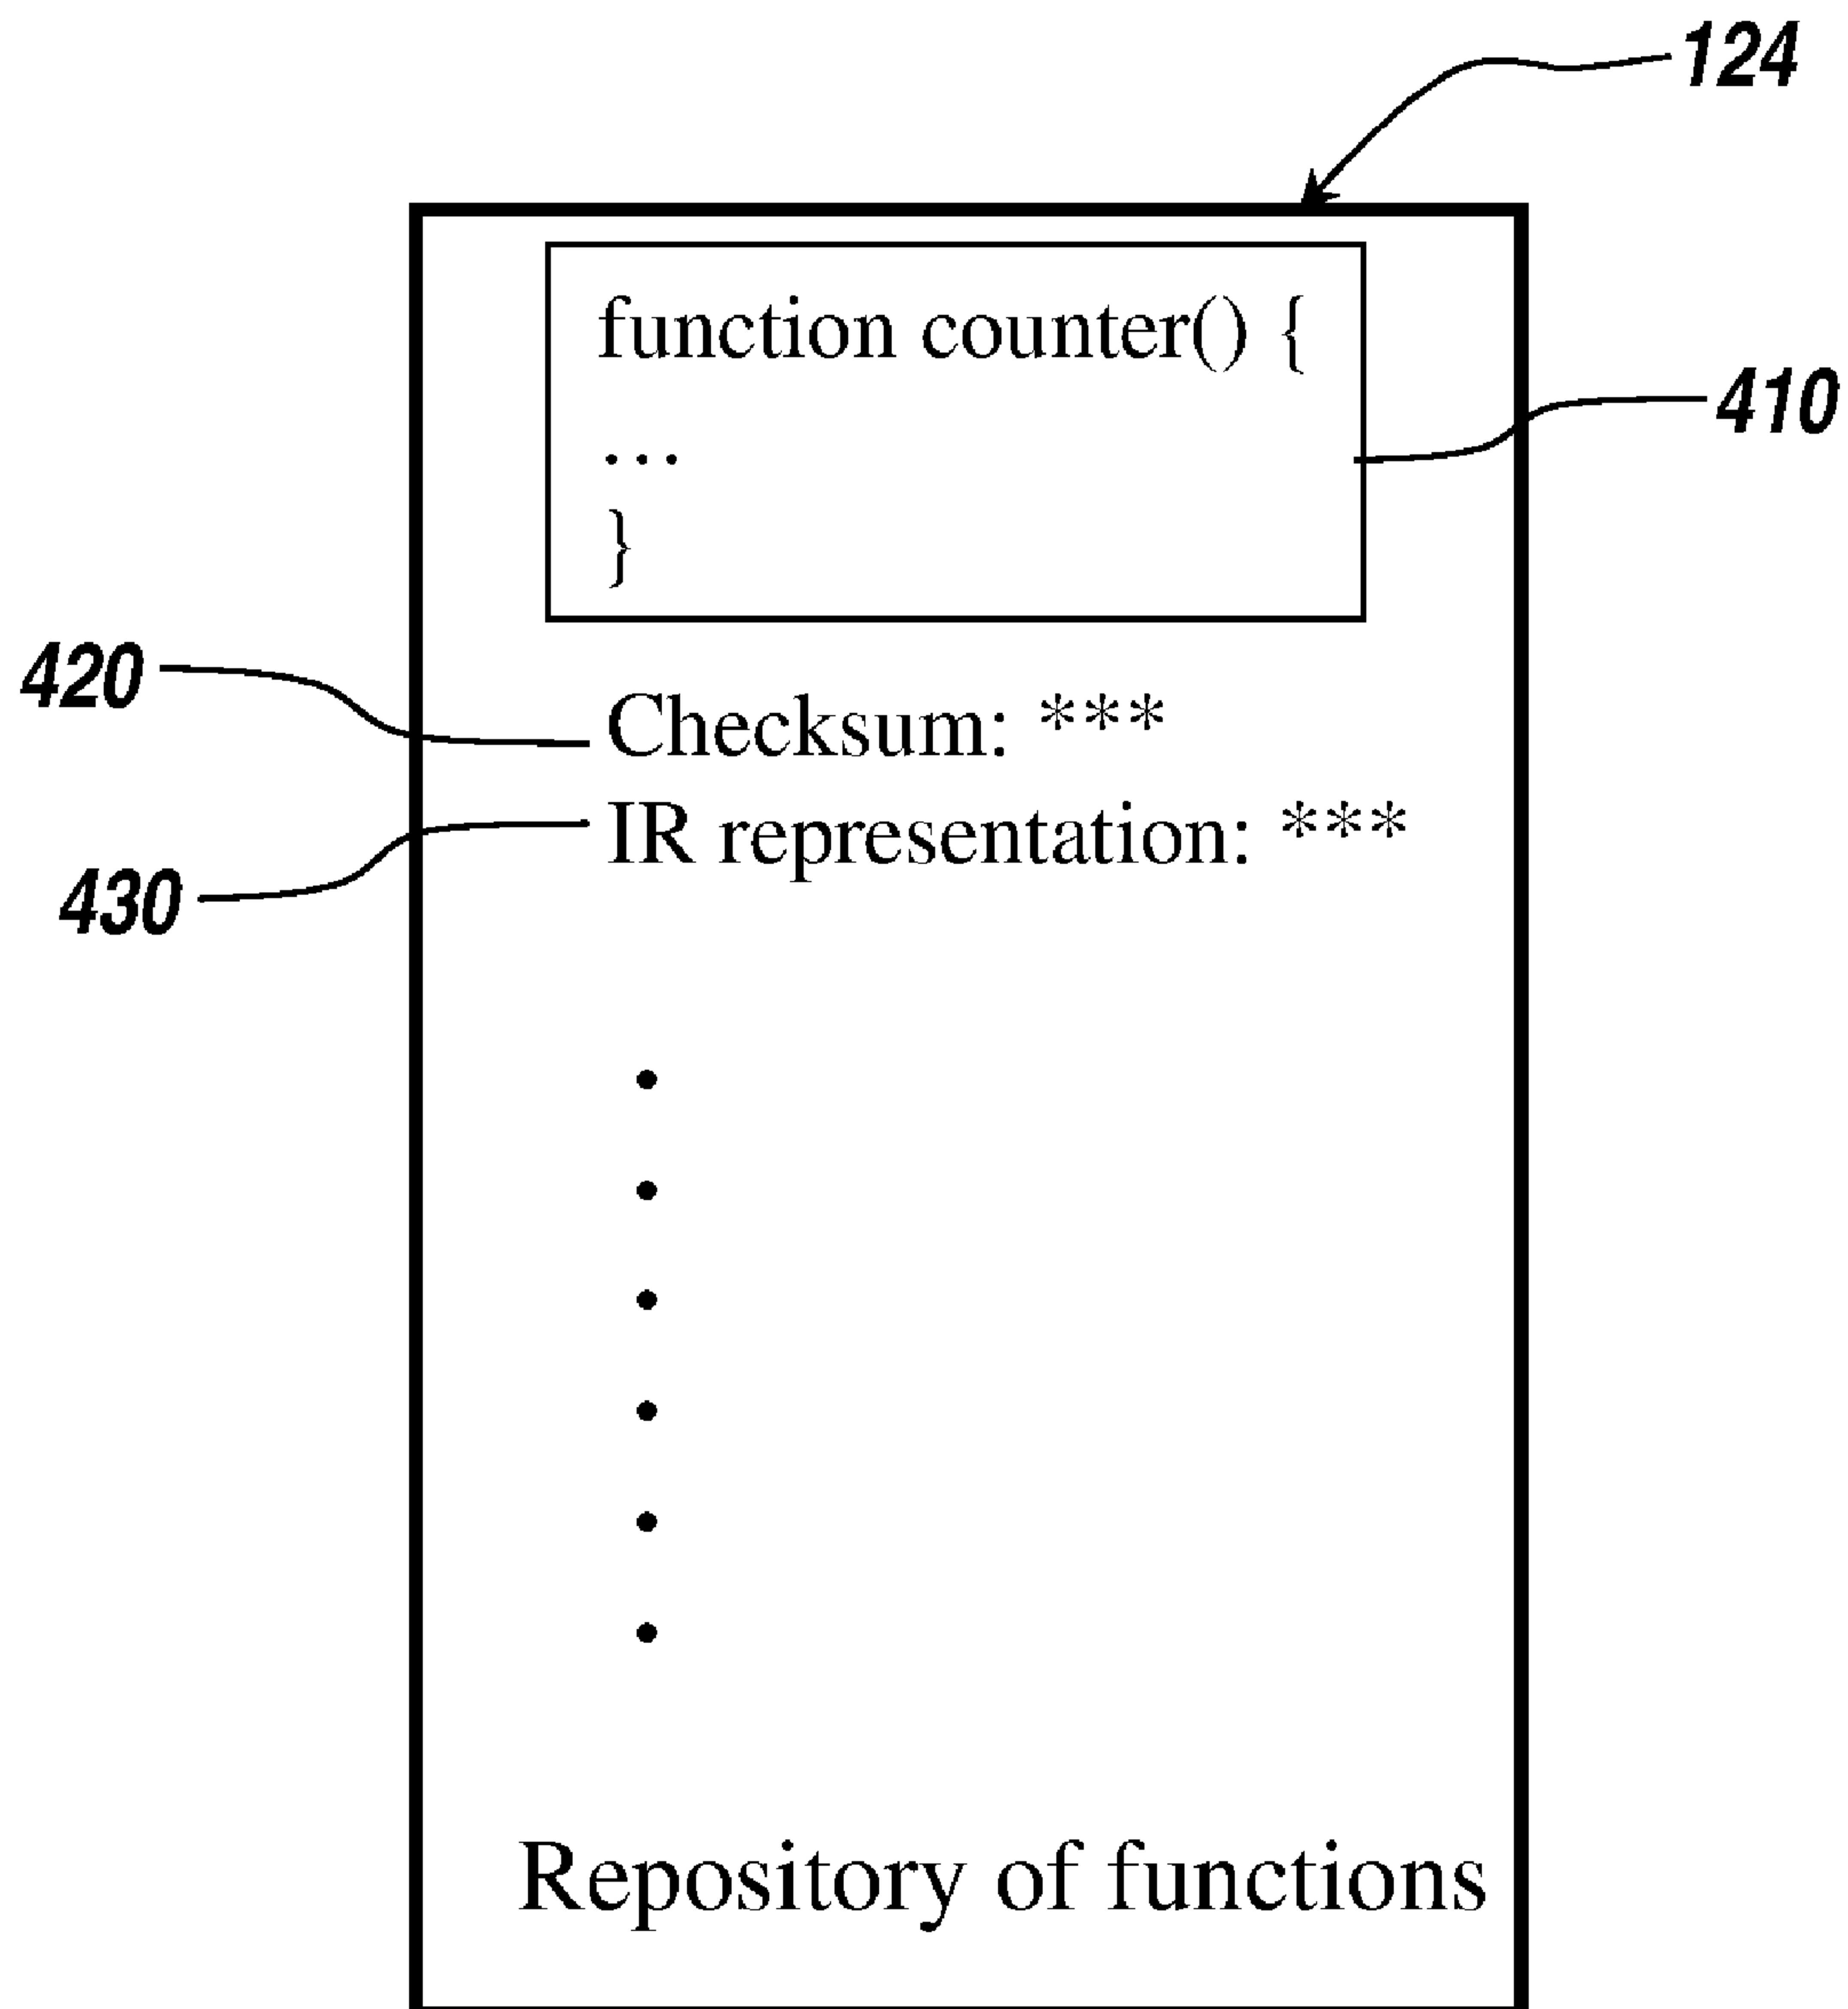 124
function counter() {
410
...
}
420
Checksum: ***
IR representation: ***
430
Repository of functions